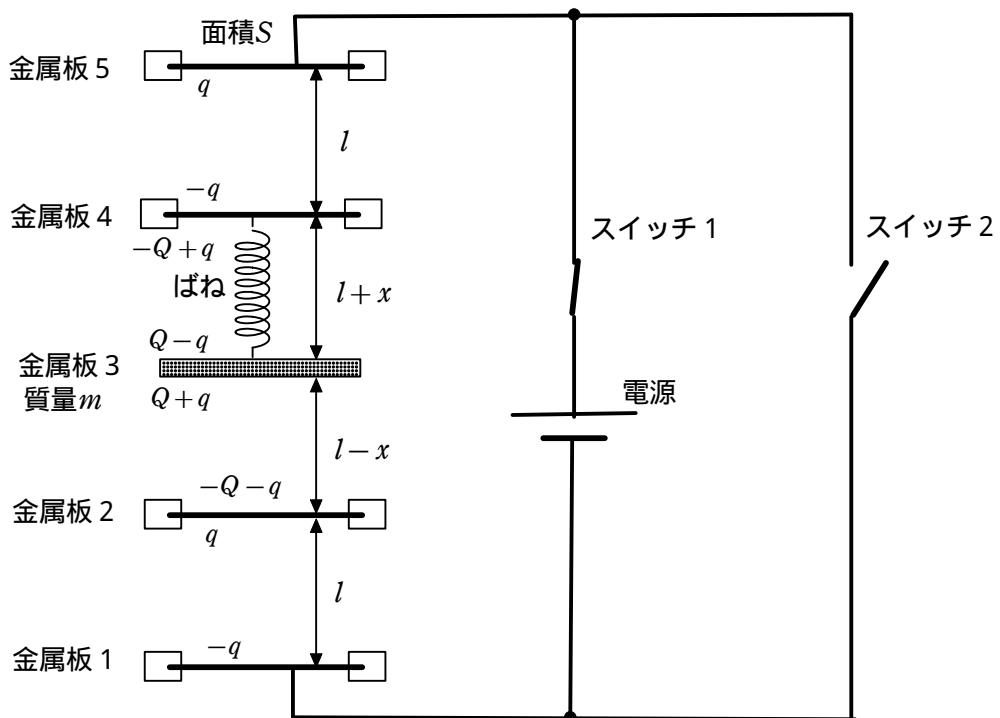 面積S
金属板 5
q
l
金属板 4
−q
−Q + q
スイッチ 1
スイッチ 2
ばね
l + x
Q − q
金属板 3
質量m
Q + q
電源
l − x
−Q − q
金属板 2
q
l
金属板 1
−q